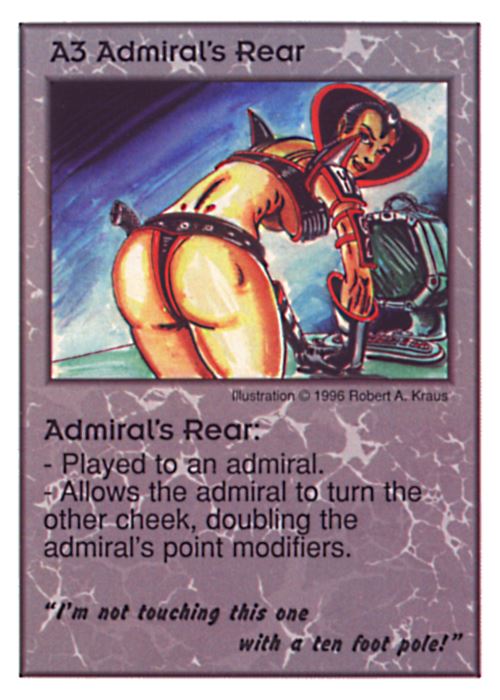 A3 Admiral's Rear
Illustration © 1996 Robert A. Kraus
Admiral's Rear:
- Played to an admiral.
- Allows the admiral to turn the
other cheek, doubling the
admiral's point modifiers.
"I'm not touching this one
with a ten foot pole!"